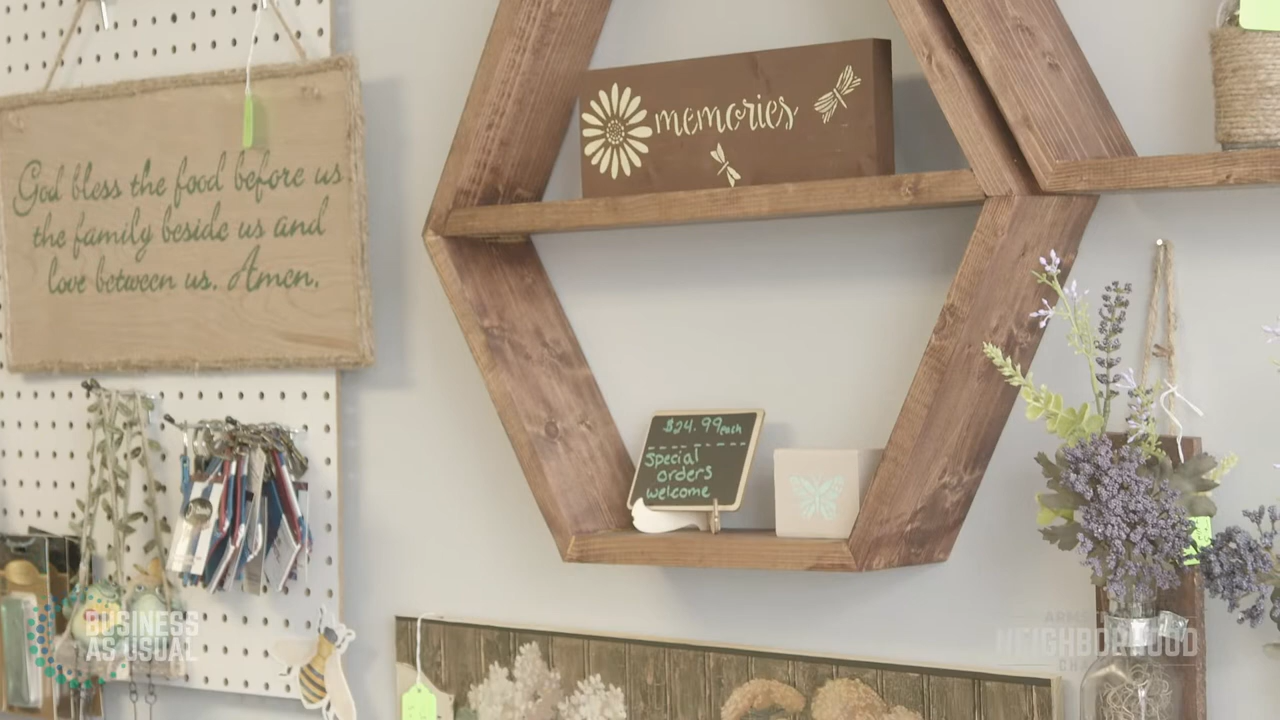 God bless the food before us
the family beside us and
love between us. Amen.
memories
$24.99 each
special
orders
welcome
BUSINESS
AS USUAL
NEIGHBORHOOD